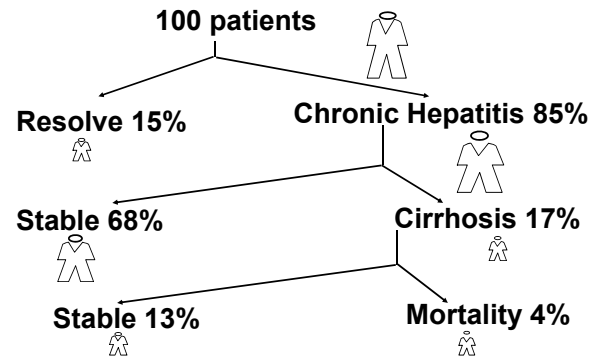 100 patients
Resolve 15%
Chronic Hepatitis 85%
Stable 68%
Cirrhosis 17%
Stable 13%
Mortality 4%